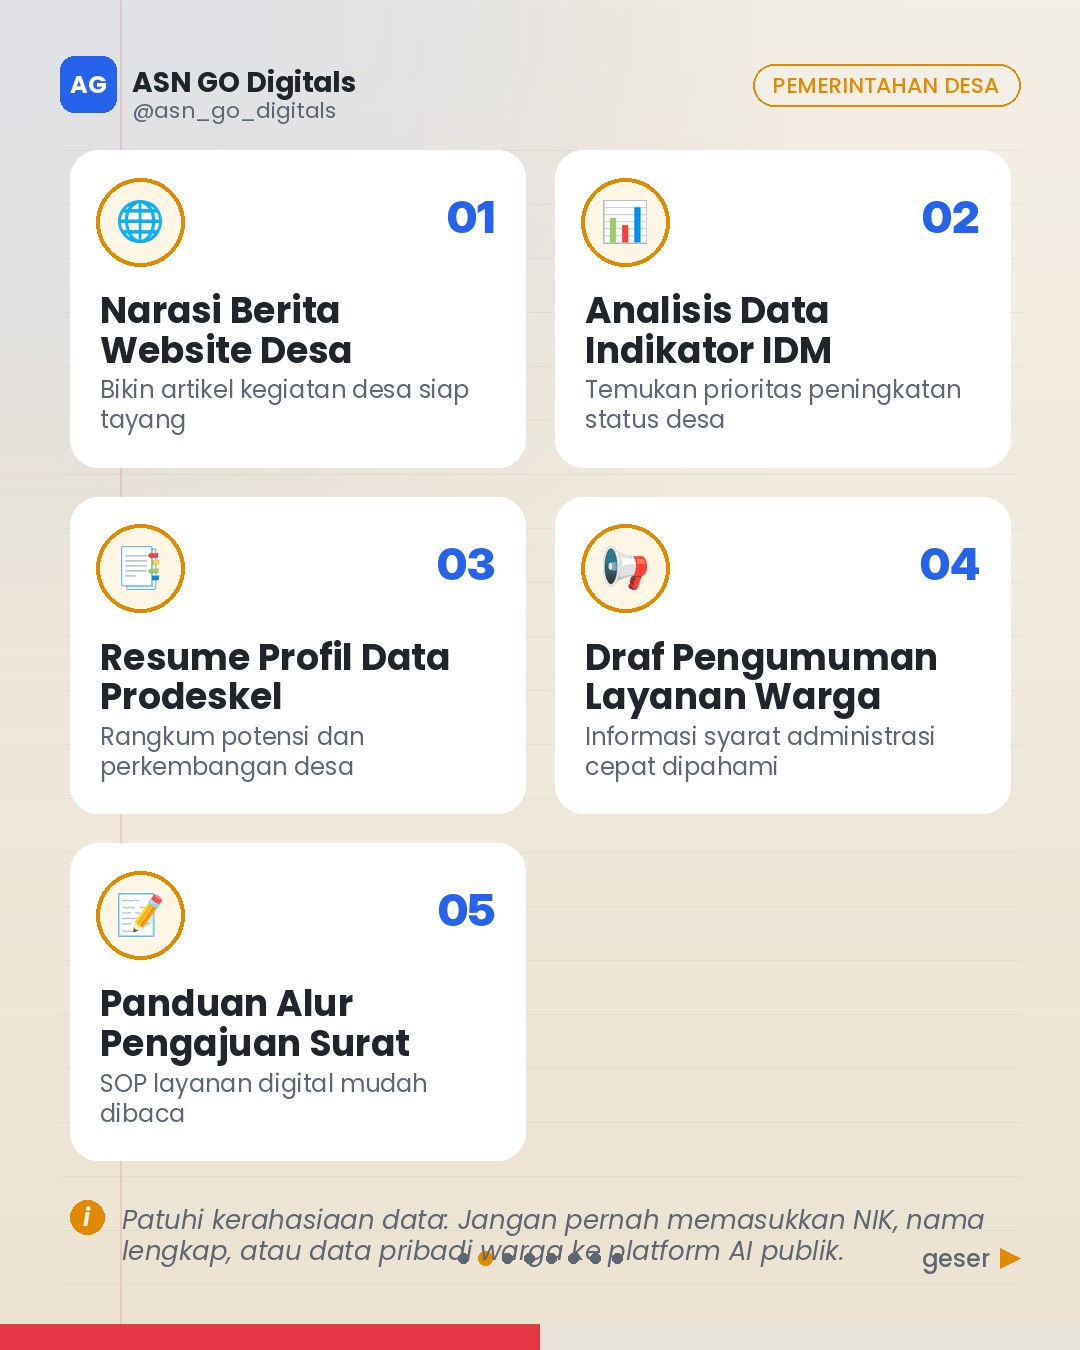 AG
ASN GO Digitals
@asn_go_digitals
PEMERINTAHAN DESA
01
Narasi Berita
Website Desa
Bikin artikel kegiatan desa siap
tayang
02
Analisis Data
Indikator IDM
Temukan prioritas peningkatan
status desa
03
Resume Profil Data
Prodeskel
Rangkum potensi dan
perkembangan desa
04
Draf Pengumuman
Layanan Warga
Informasi syarat administrasi
cepat dipahami
05
Panduan Alur
Pengajuan Surat
SOP layanan digital mudah
dibaca
i
Patuhi kerahasiaan data: Jangan pernah memasukkan NIK, nama
lengkap, atau data pribadi warga ke platform AI publik.
geser